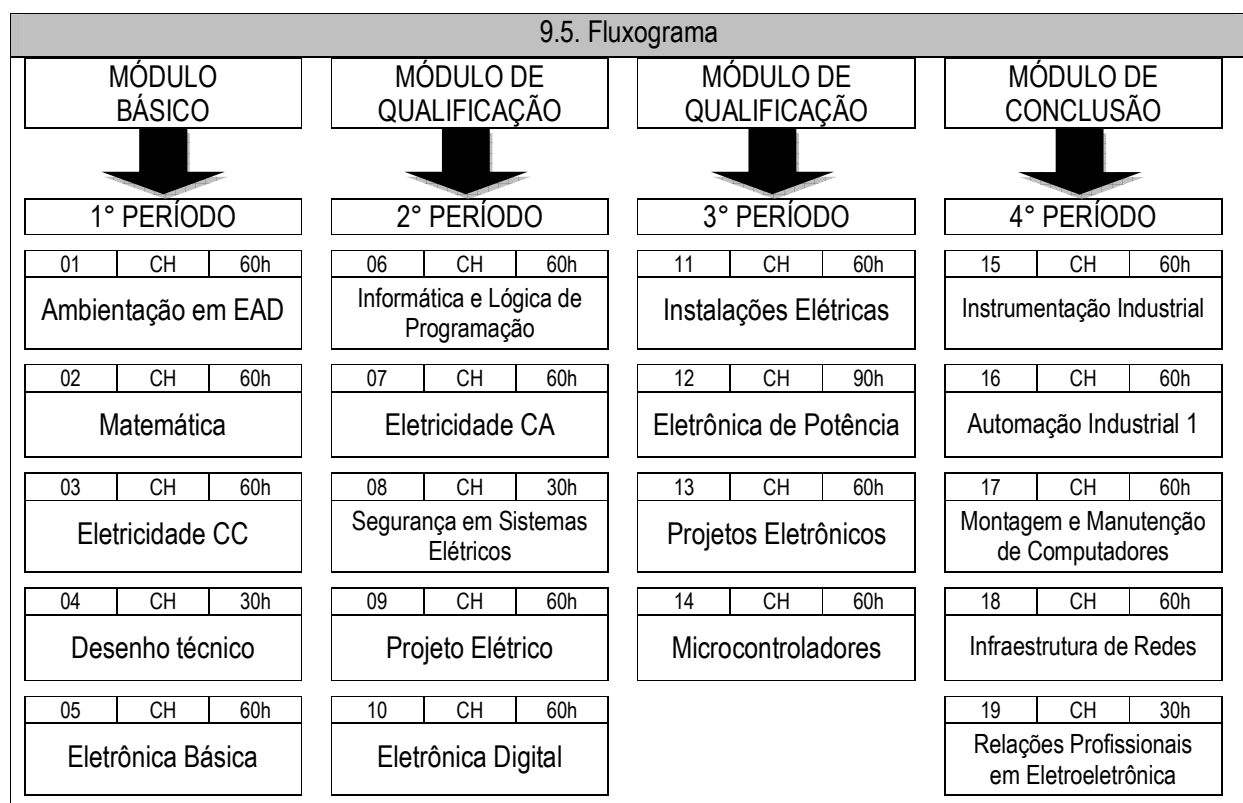 9.5. Fluxograma
MÓDULO
BÁSICO
1° PERÍODO
01 CH 60h
Ambientação em EAD
02 CH 60h
Matemática
03 CH 60h
Eletricidade CC
04 CH 30h
Desenho técnico
05 CH 60h
Eletrônica Básica
MÓDULO DE
QUALIFICAÇÃO
2° PERÍODO
06 CH 60h
Informática e Lógica de
Programação
07 CH 60h
Eletricidade CA
08 CH 30h
Segurança em Sistemas
Elétricos
09 CH 60h
Projeto Elétrico
10 CH 60h
Eletrônica Digital
MÓDULO DE
QUALIFICAÇÃO
3° PERÍODO
11 CH 60h
Instalações Elétricas
12 CH 90h
Eletrônica de Potência
13 CH 60h
Projetos Eletrônicos
14 CH 60h
Microcontroladores
MÓDULO DE
CONCLUSÃO
4° PERÍODO
15 CH 60h
Instrumentação Industrial
16 CH 60h
Automação Industrial 1
17 CH 60h
Montagem e Manutenção
de Computadores
18 CH 60h
Infraestrutura de Redes
19 CH 30h
Relações Profissionais
em Eletroeletrônica